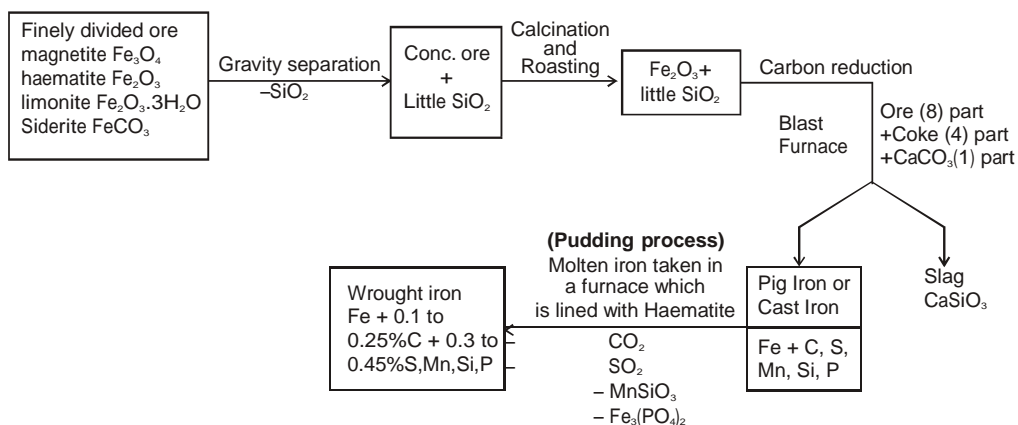 Finely divided ore
magnetite Fe₃O₄
haematite Fe₂O₃
limonite Fe₂O₃.3H₂O
Siderite FeCO₃
Gravity separation
–SiO₂
Conc. ore
+
Little SiO₂
Calcination
and
Roasting
Fe₂O₃+
little SiO₂
Carbon reduction
Blast
Furnace
Ore (8) part
+Coke (4) part
+CaCO₃(1) part
Slag
CaSiO₃
Pig Iron or
Cast Iron
Fe + C, S,
Mn, Si, P
(Pudding process)
Molten iron taken in
a furnace which
is lined with Haematite
– CO₂
– SO₂
– MnSiO₃
– Fe₃(PO₄)₂
Wrought iron
Fe + 0.1 to
0.25%C + 0.3 to
0.45%S,Mn,Si,P